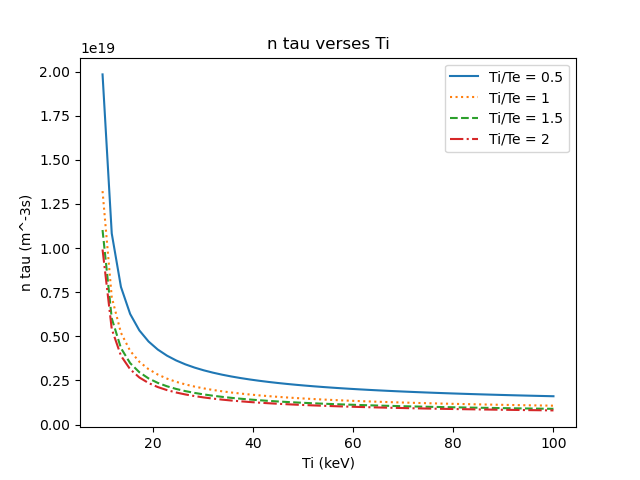 n tau verses Ti
1e19
2.00
1.75
1.50
1.25
1.00
0.75
0.50
0.25
0.00
n tau (m^-3s)
Ti/Te = 0.5
Ti/Te = 1
Ti/Te = 1.5
Ti/Te = 2
20
40
60
80
100
Ti (keV)